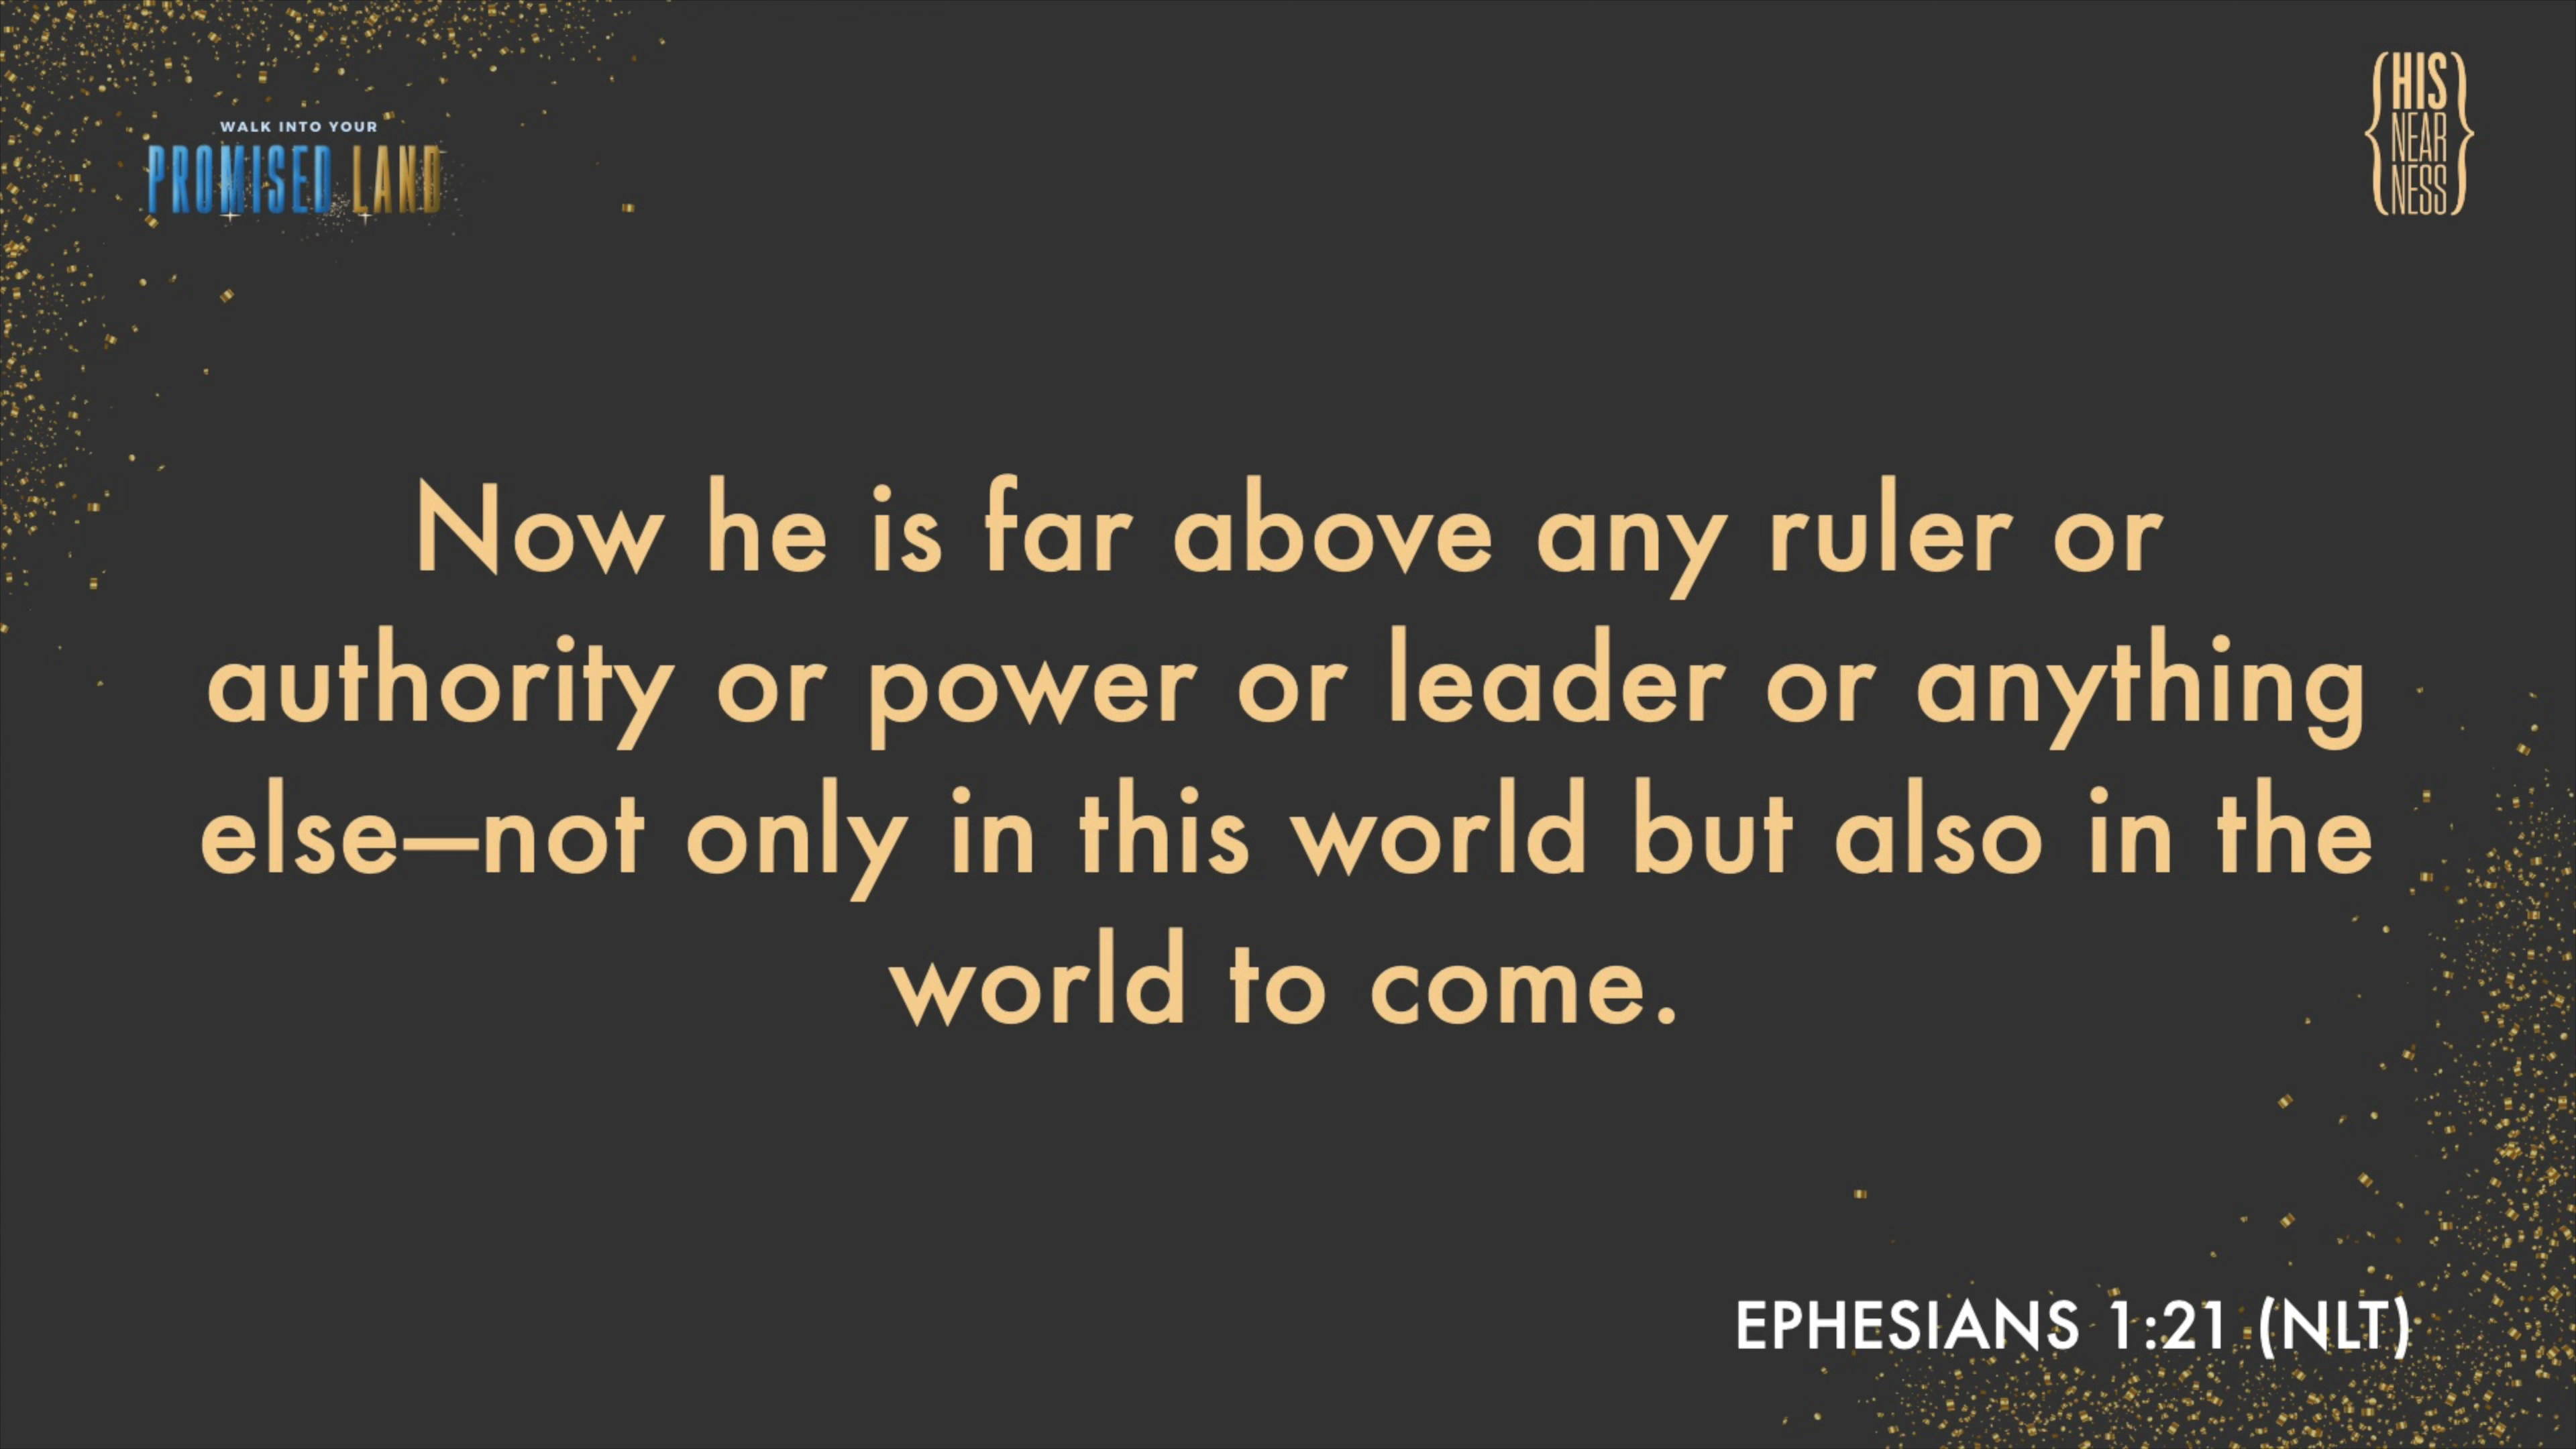 WALK INTO YOUR
PROMISED LAND
{HIS
NEAR
NESS}
Now he is far above any ruler or
authority or power or leader or anything
else—not only in this world but also in the
world to come.
EPHESIANS 1:21 (NLT)